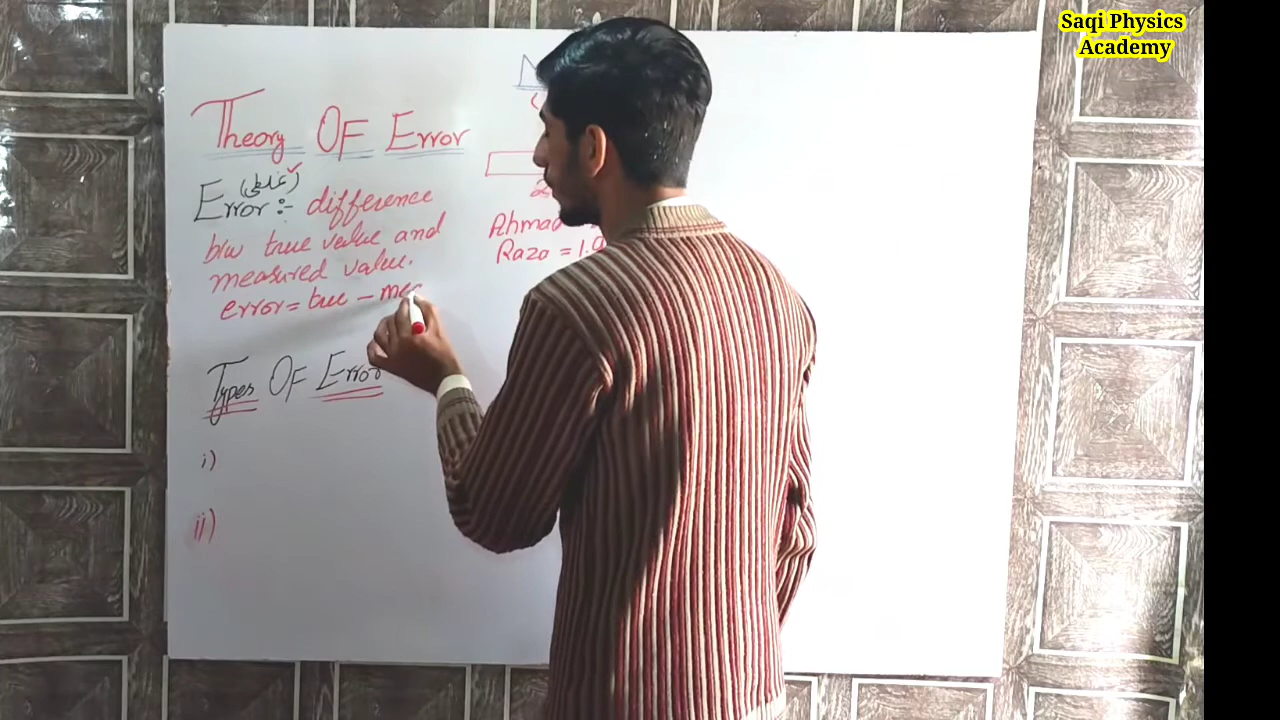 Saqi Physics
Academy
Theory OF Error
(غلطی)
Error :- difference
b/w true value and
measured value.
error = true - me
Types OF Error
i)
ii)
Ahmad
Raza = 1.9